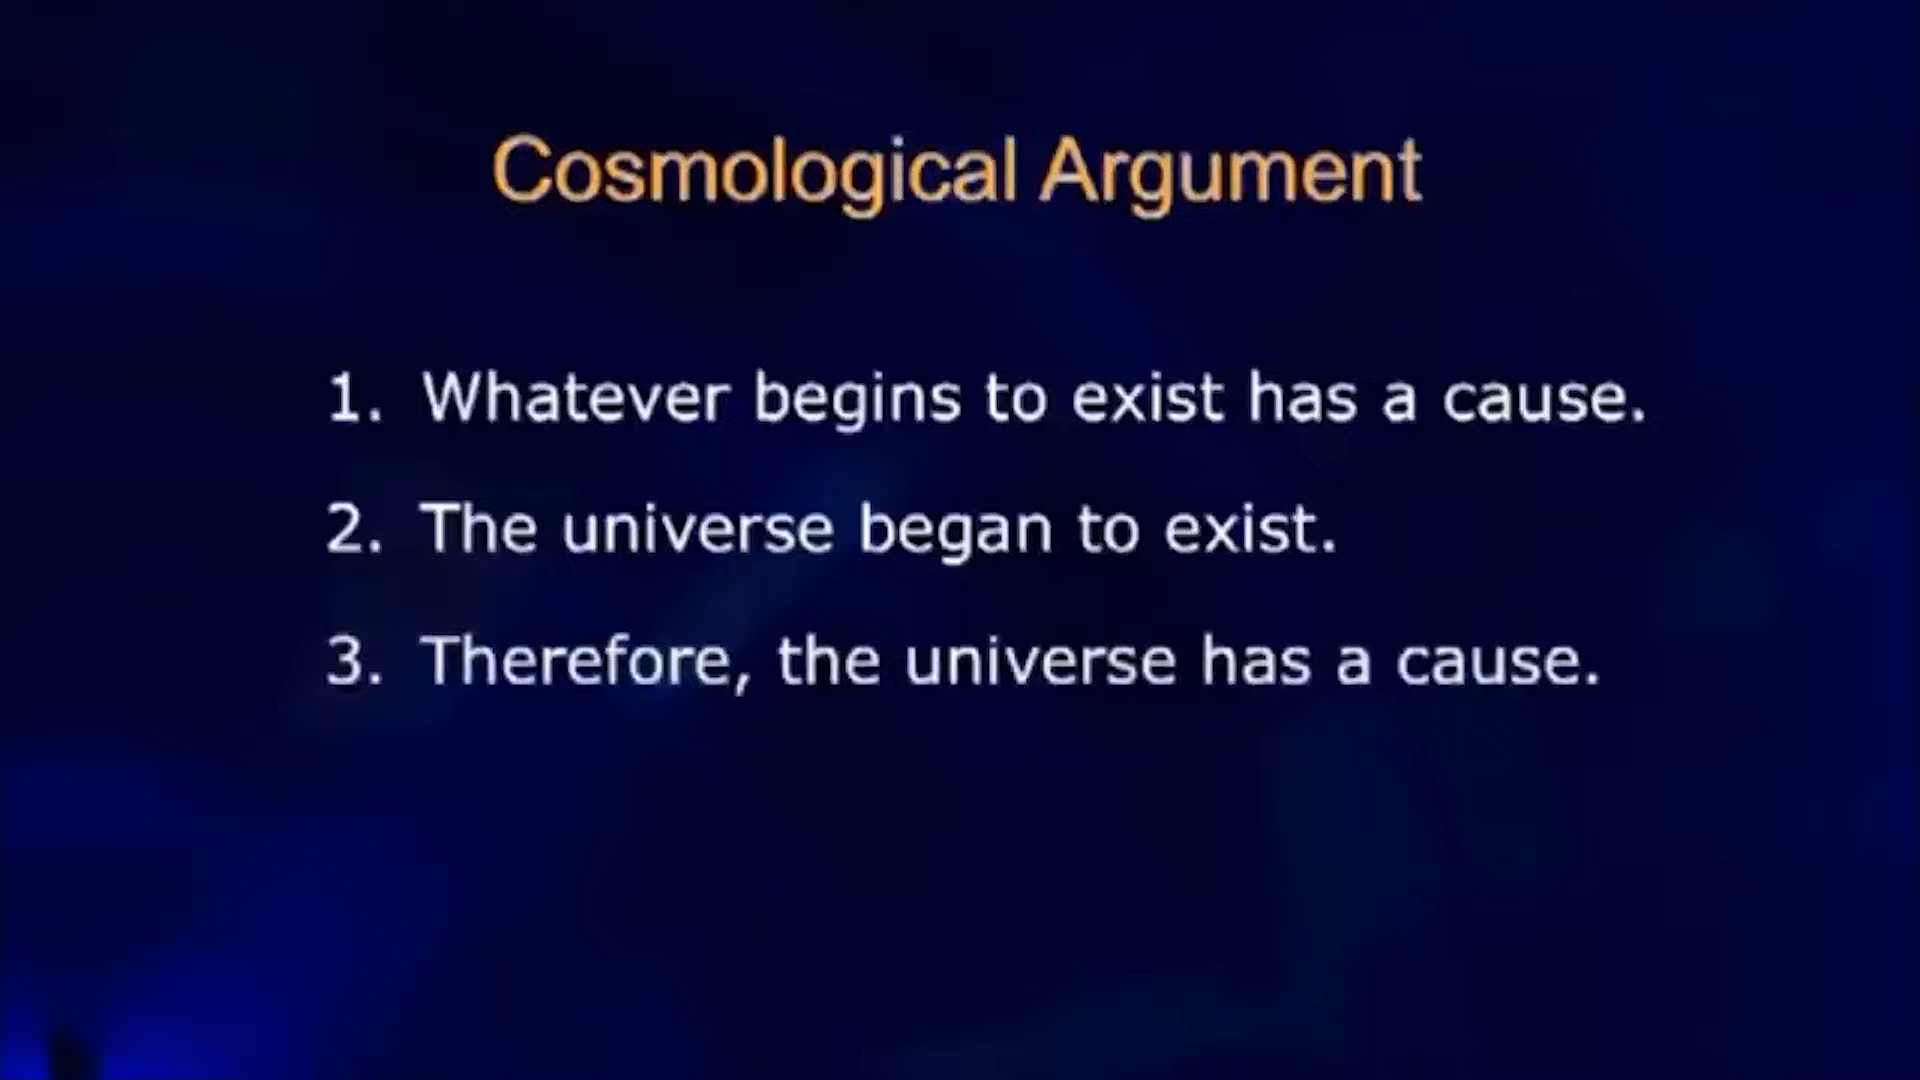 Cosmological Argument
1. Whatever begins to exist has a cause.
2. The universe began to exist.
3. Therefore, the universe has a cause.